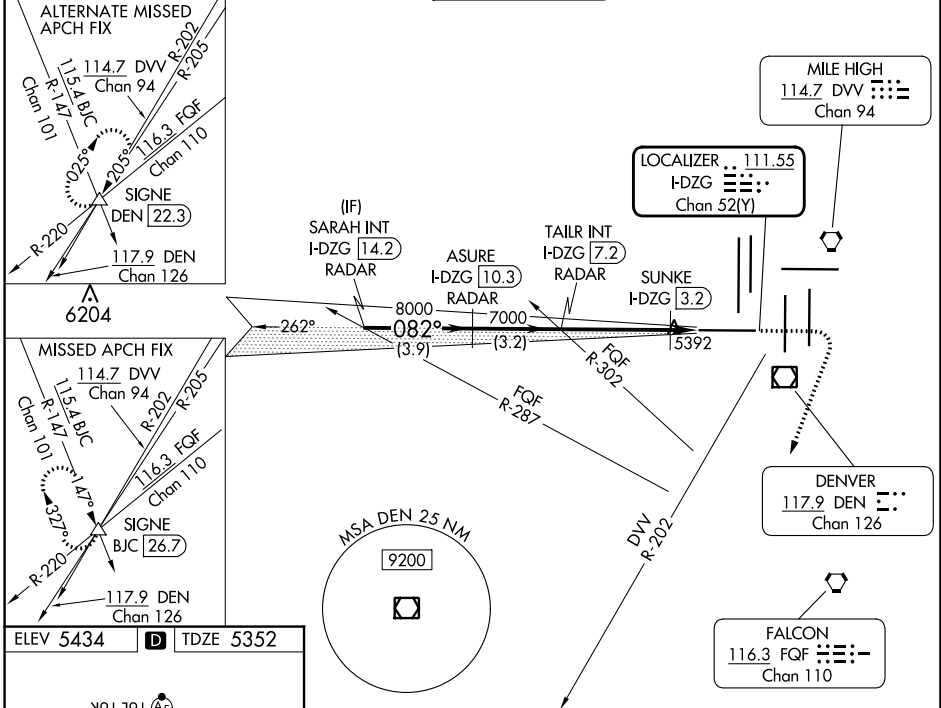 ALTERNATE MISSED
APCH FIX
R-202
R-205
114.7 DVV
Chan 94
115.4 BJC
R-147
Chan 101
116.3 FQF
Chan 110
025°
205°
SIGNE
DEN 22.3
R-220
117.9 DEN
Chan 126
6204
MISSED APCH FIX
114.7 DVV
Chan 94
R-202
R-205
115.4 BJC
R-147
Chan 101
116.3 FQF
Chan 110
147°
327°
SIGNE
BJC 26.7
R-220
117.9 DEN
Chan 126
ELEV 5434
D
TDZE 5352
MILE HIGH
114.7 DVV
Chan 94
LOCALIZER 111.55
I-DZG
Chan 52(Y)
(IF)
SARAH INT
I-DZG 14.2
RADAR
ASURE
I-DZG 10.3
RADAR
TAILR INT
I-DZG 7.2
RADAR
SUNKE
I-DZG 3.2
262°
8000
082°
(3.9)
7000
(3.2)
5392
FQF
R-302
FQF
R-287
DVV
R-202
DENVER
117.9 DEN
Chan 126
MSA DEN 25 NM
9200
FALCON
116.3 FQF
Chan 110